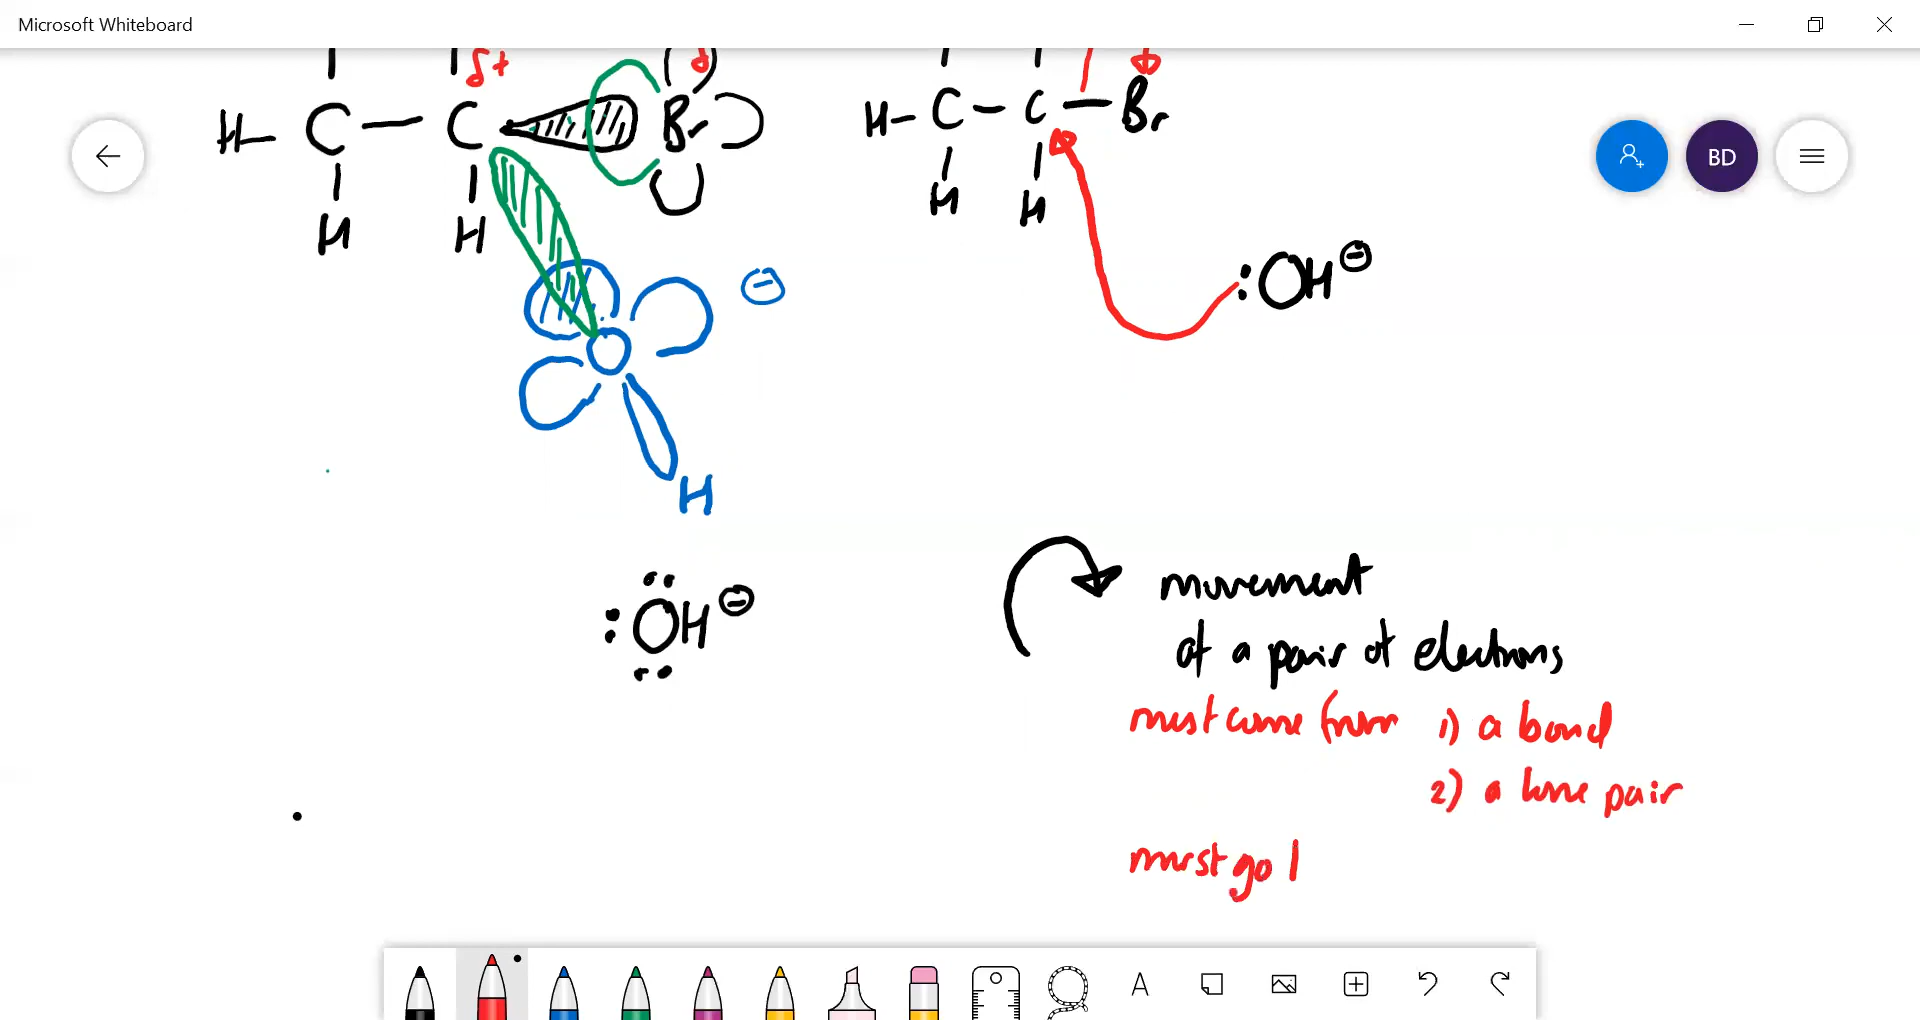 Microsoft Whiteboard
δ+
H-C-C Br
H-C-C-Br
BD
H H
H H
:OH⊖
⊖
O
H
:OH⊖
movement
of a pair of electrons
must come from 1) a bond
2) a lone pair
must go
A